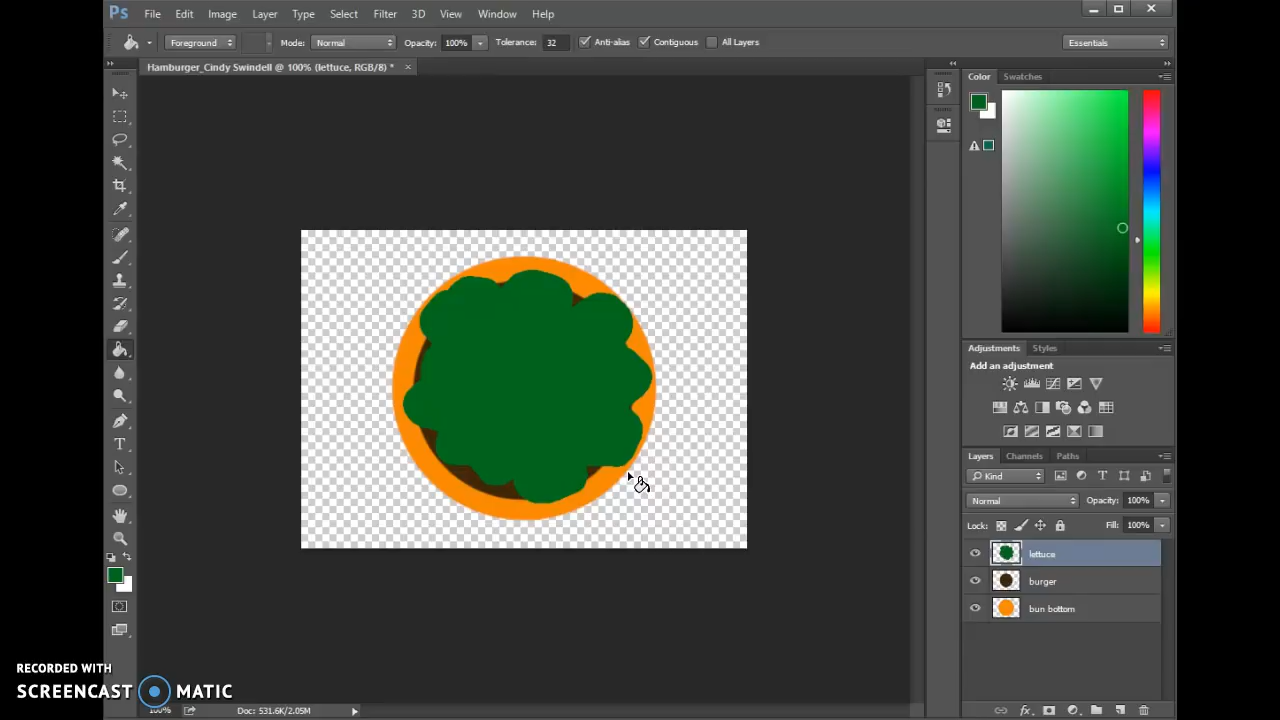 Ps File Edit Image Layer Type Select Filter 3D View Window Help
Foreground Mode: Normal Opacity: 100% Tolerance: 32 Anti-alias Contiguous All Layers Essentials
Hamburger_Cindy Swindell @ 100% (lettuce, RGB/8) * ×
Color Swatches
Adjustments Styles
Add an adjustment
Layers Channels Paths
Kind
Normal Opacity: 100%
Lock: Fill: 100%
lettuce
burger
bun bottom
RECORDED WITH
SCREENCAST MATIC
100% Doc: 531.6K/2.05M